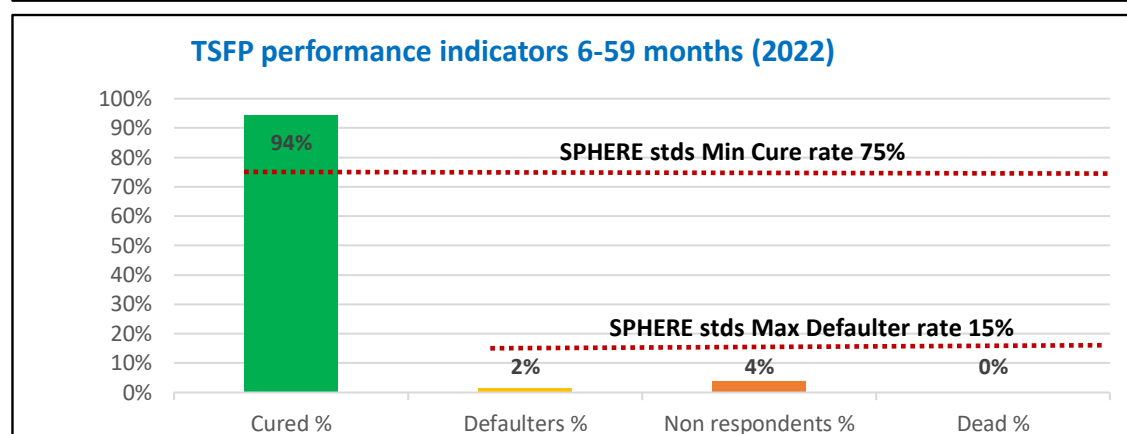 TSFP performance indicators 6-59 months (2022)
100%
90%
80%
70%
60%
50%
40%
30%
20%
10%
0%
94%
SPHERE stds Min Cure rate 75%
SPHERE stds Max Defaulter rate 15%
2%
4%
0%
Cured %
Defaulters %
Non respondents %
Dead %